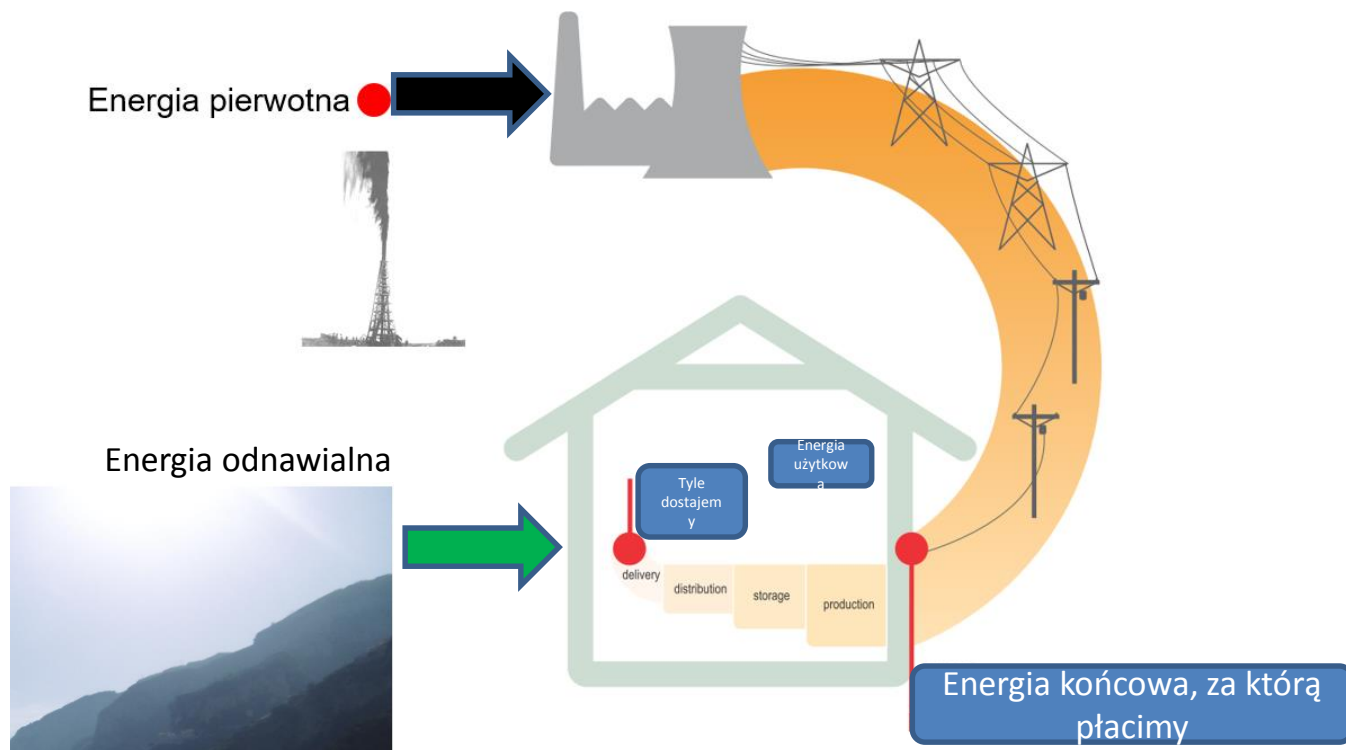 Energia pierwotna
Energia odnawialna
Energia
użytkow
a
Tyle
dostajem
y
delivery
distribution
storage
production
Energia końcowa, za którą
płacimy